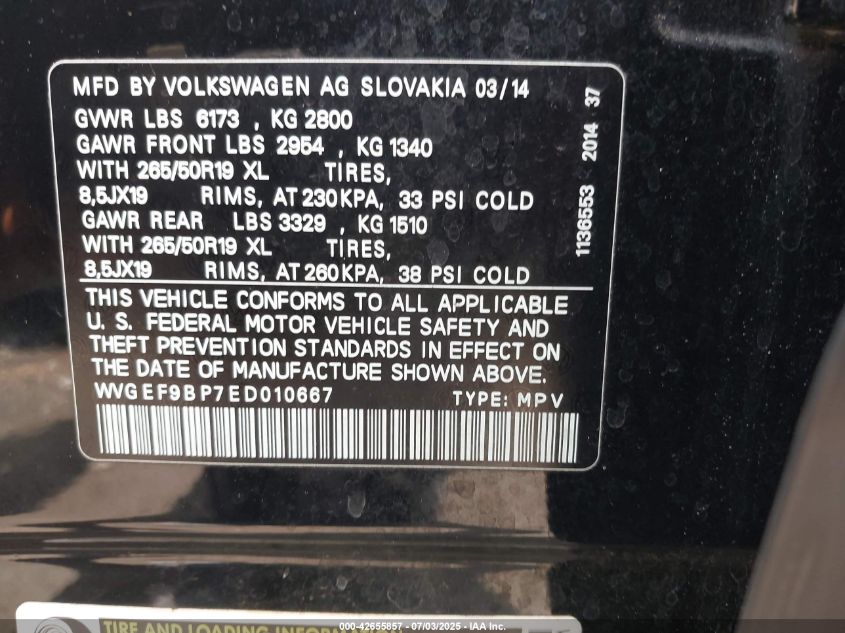 MFD BY VOLKSWAGEN AG SLOVAKIA 03/14
GVWR LBS 6173 , KG 2800
GAWR FRONT LBS 2954 , KG 1340
WITH 265/50R19 XL TIRES,
8,5JX19 RIMS, AT 230 KPA, 33 PSI COLD
GAWR REAR LBS 3329 , KG 1510
WITH 265/50R19 XL TIRES,
8,5JX19 RIMS, AT 260 KPA, 38 PSI COLD
THIS VEHICLE CONFORMS TO ALL APPLICABLE
U. S. FEDERAL MOTOR VEHICLE SAFETY AND
THEFT PREVENTION STANDARDS IN EFFECT ON
THE DATE OF MANUFACTURE SHOWN ABOVE.
WVGEF9BP7ED010667 TYPE: MPV
1136553 2014 37
TIRE AND LOADING INFORMATION
000-42655857 - 07/03/2025 - IAA Inc.